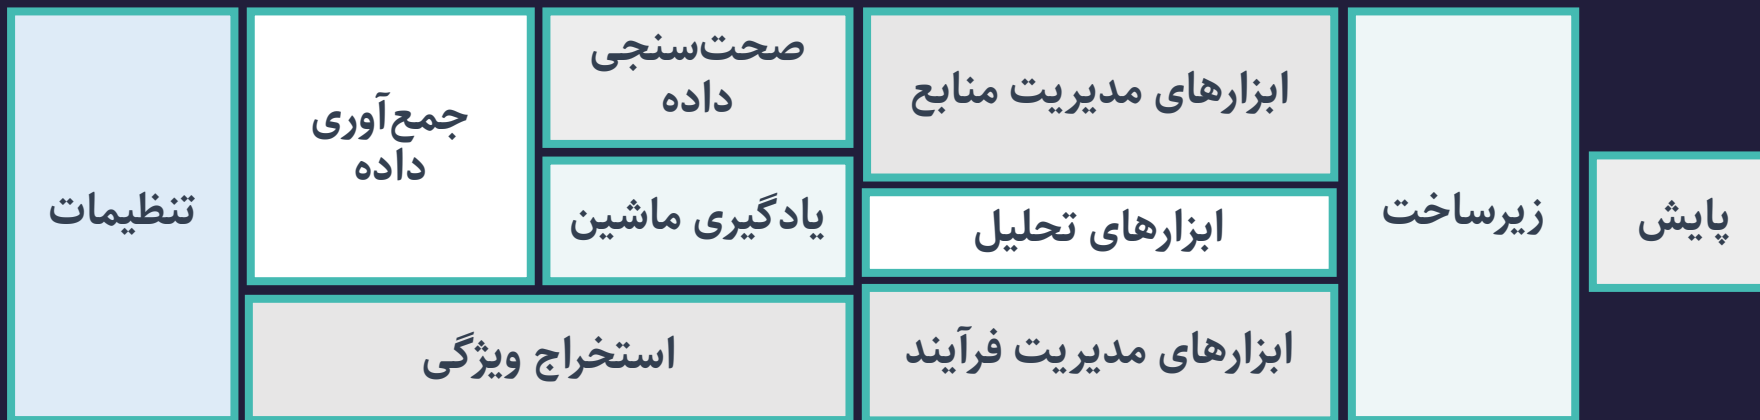 تنظیمات
جمع‌آوری
داده
صحت‌سنجی
داده
یادگیری ماشین
استخراج ویژگی
ابزارهای مدیریت منابع
ابزارهای تحلیل
ابزارهای مدیریت فرآیند
زیرساخت
پایش